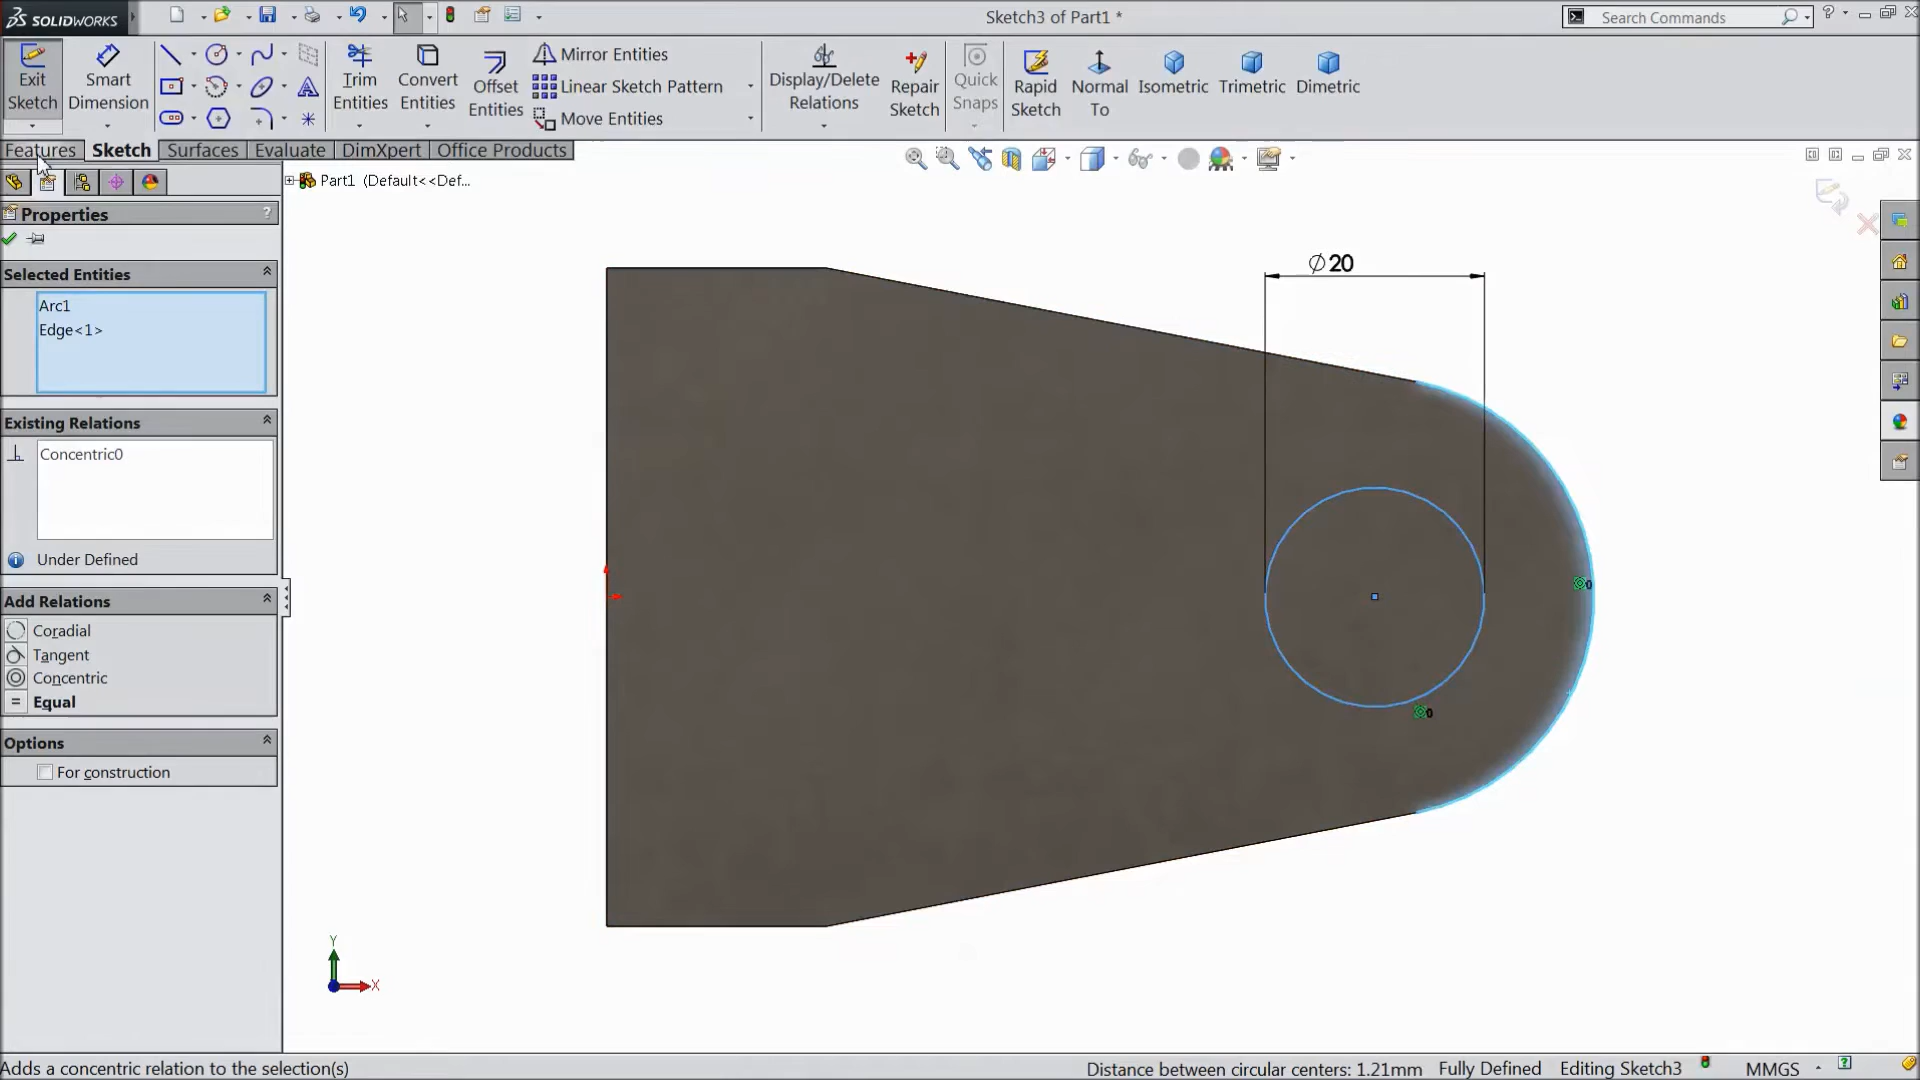 SOLIDWORKS
Sketch3 of Part1 *
Search Commands
?
Exit Sketch
Smart Dimension
Trim Entities
Convert Entities
Offset Entities
Mirror Entities
Linear Sketch Pattern
Move Entities
Display/Delete Relations
Repair Sketch
Quick Snaps
Rapid Sketch
Normal To
Isometric
Trimetric
Dimetric
Features
Sketch
Surfaces
Evaluate
DimXpert
Office Products
Part1 (Default<<Def...
Properties
?
Selected Entities
Arc1
Edge<1>
Existing Relations
Concentric0
Under Defined
Add Relations
Coradial
Tangent
Concentric
Equal
Options
For construction
∅20
0
0
Y
X
Adds a concentric relation to the selection(s)
Distance between circular centers: 1.21mm
Fully Defined
Editing Sketch3
MMGS
?